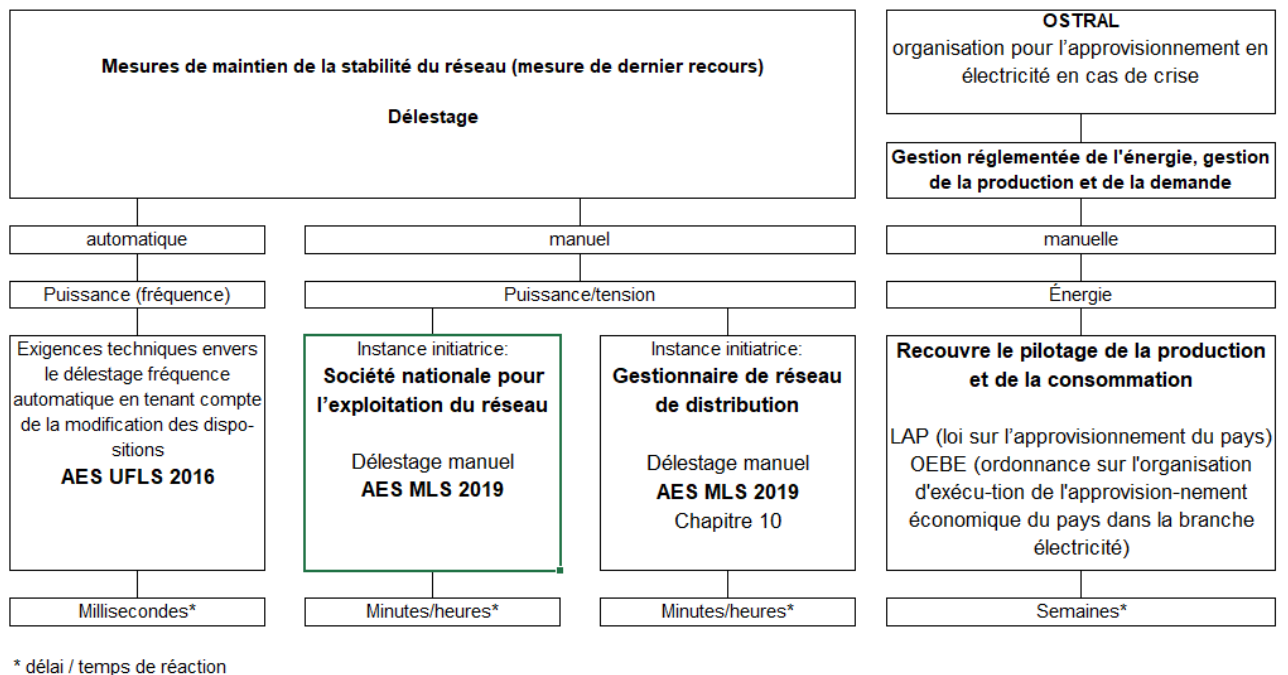 Mesures de maintien de la stabilité du réseau (mesure de dernier recours)
Délestage
OSTRAL
organisation pour l’approvisionnement en
électricité en cas de crise
Gestion réglementée de l'énergie, gestion
de la production et de la demande
automatique
manuel
manuelle
Puissance (fréquence)
Puissance/tension
Énergie
Exigences techniques envers
le délestage fréquence
automatique en tenant compte
de la modification des dispo-
sitions
AES UFLS 2016
Instance initiatrice:
Société nationale pour
l’exploitation du réseau
Délestage manuel
AES MLS 2019
Instance initiatrice:
Gestionnaire de réseau
de distribution
Délestage manuel
AES MLS 2019
Chapitre 10
Recouvre le pilotage de la production
et de la consommation
LAP (loi sur l’approvisionnement du pays)
OEBE (ordonnance sur l'organisation
d'exécu-tion de l'approvision-nement
économique du pays dans la branche
électricité)
Millisecondes*
Minutes/heures*
Minutes/heures*
Semaines*
* délai / temps de réaction